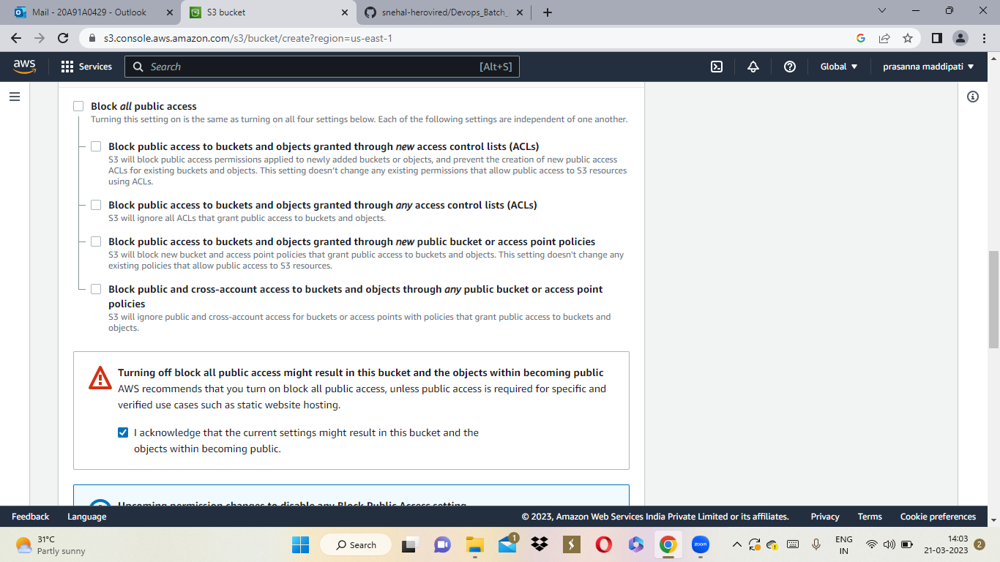 Mail - 20A91A0429 - Outlook
S3 bucket
snehal-herovired/Devops_Batch_
s3.console.aws.amazon.com/s3/bucket/create?region=us-east-1
aws
Services
Search
[Alt+S]
Global
prasanna maddipati
Block all public access
Turning this setting on is the same as turning on all four settings below. Each of the following settings are independent of one another.
Block public access to buckets and objects granted through new access control lists (ACLs)
S3 will block public access permissions applied to newly added buckets or objects, and prevent the creation of new public access
ACLs for existing buckets and objects. This setting doesn't change any existing permissions that allow public access to S3 resources
using ACLs.
Block public access to buckets and objects granted through any access control lists (ACLs)
S3 will ignore all ACLs that grant public access to buckets and objects.
Block public access to buckets and objects granted through new public bucket or access point policies
S3 will block new bucket and access point policies that grant public access to buckets and objects. This setting doesn't change any
existing policies that allow public access to S3 resources.
Block public and cross-account access to buckets and objects through any public bucket or access point
policies
S3 will ignore public and cross-account access for buckets or access points with policies that grant public access to buckets and
objects.
Turning off block all public access might result in this bucket and the objects within becoming public
AWS recommends that you turn on block all public access, unless public access is required for specific and
verified use cases such as static website hosting.
I acknowledge that the current settings might result in this bucket and the
objects within becoming public.
Upcoming permission changes to disable any Block Public Access setting
Feedback
Language
© 2023, Amazon Web Services India Private Limited or its affiliates.
Privacy
Terms
Cookie preferences
31°C
Partly sunny
Search
1
zoom
ENG
IN
14:03
21-03-2023
2